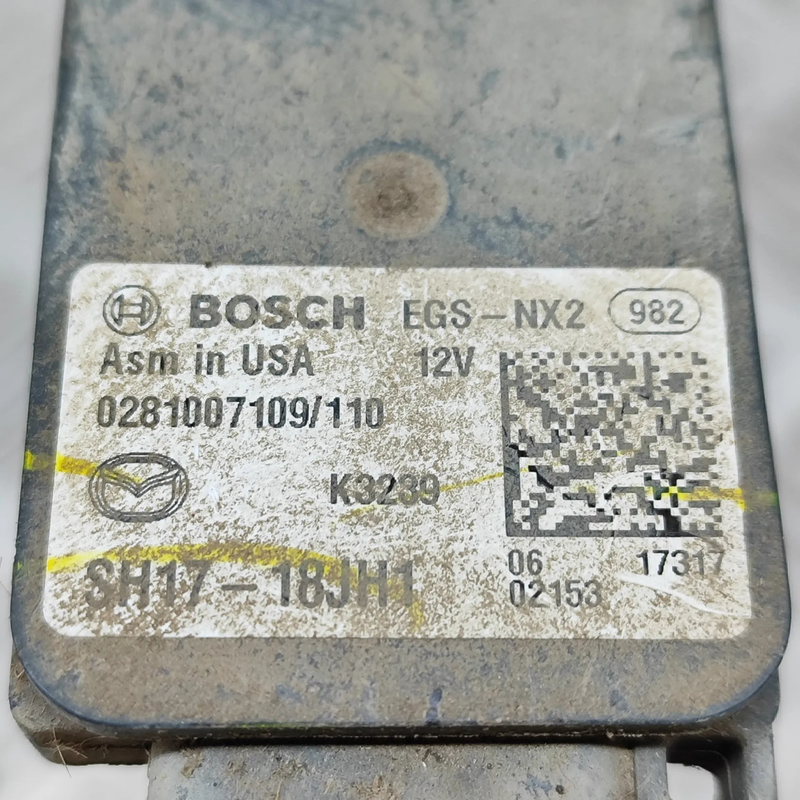 BOSCH EGS-NX2 982
Asm in USA 12V
0281007109/110
K3239
SH17-18JH1
06 17317
02153